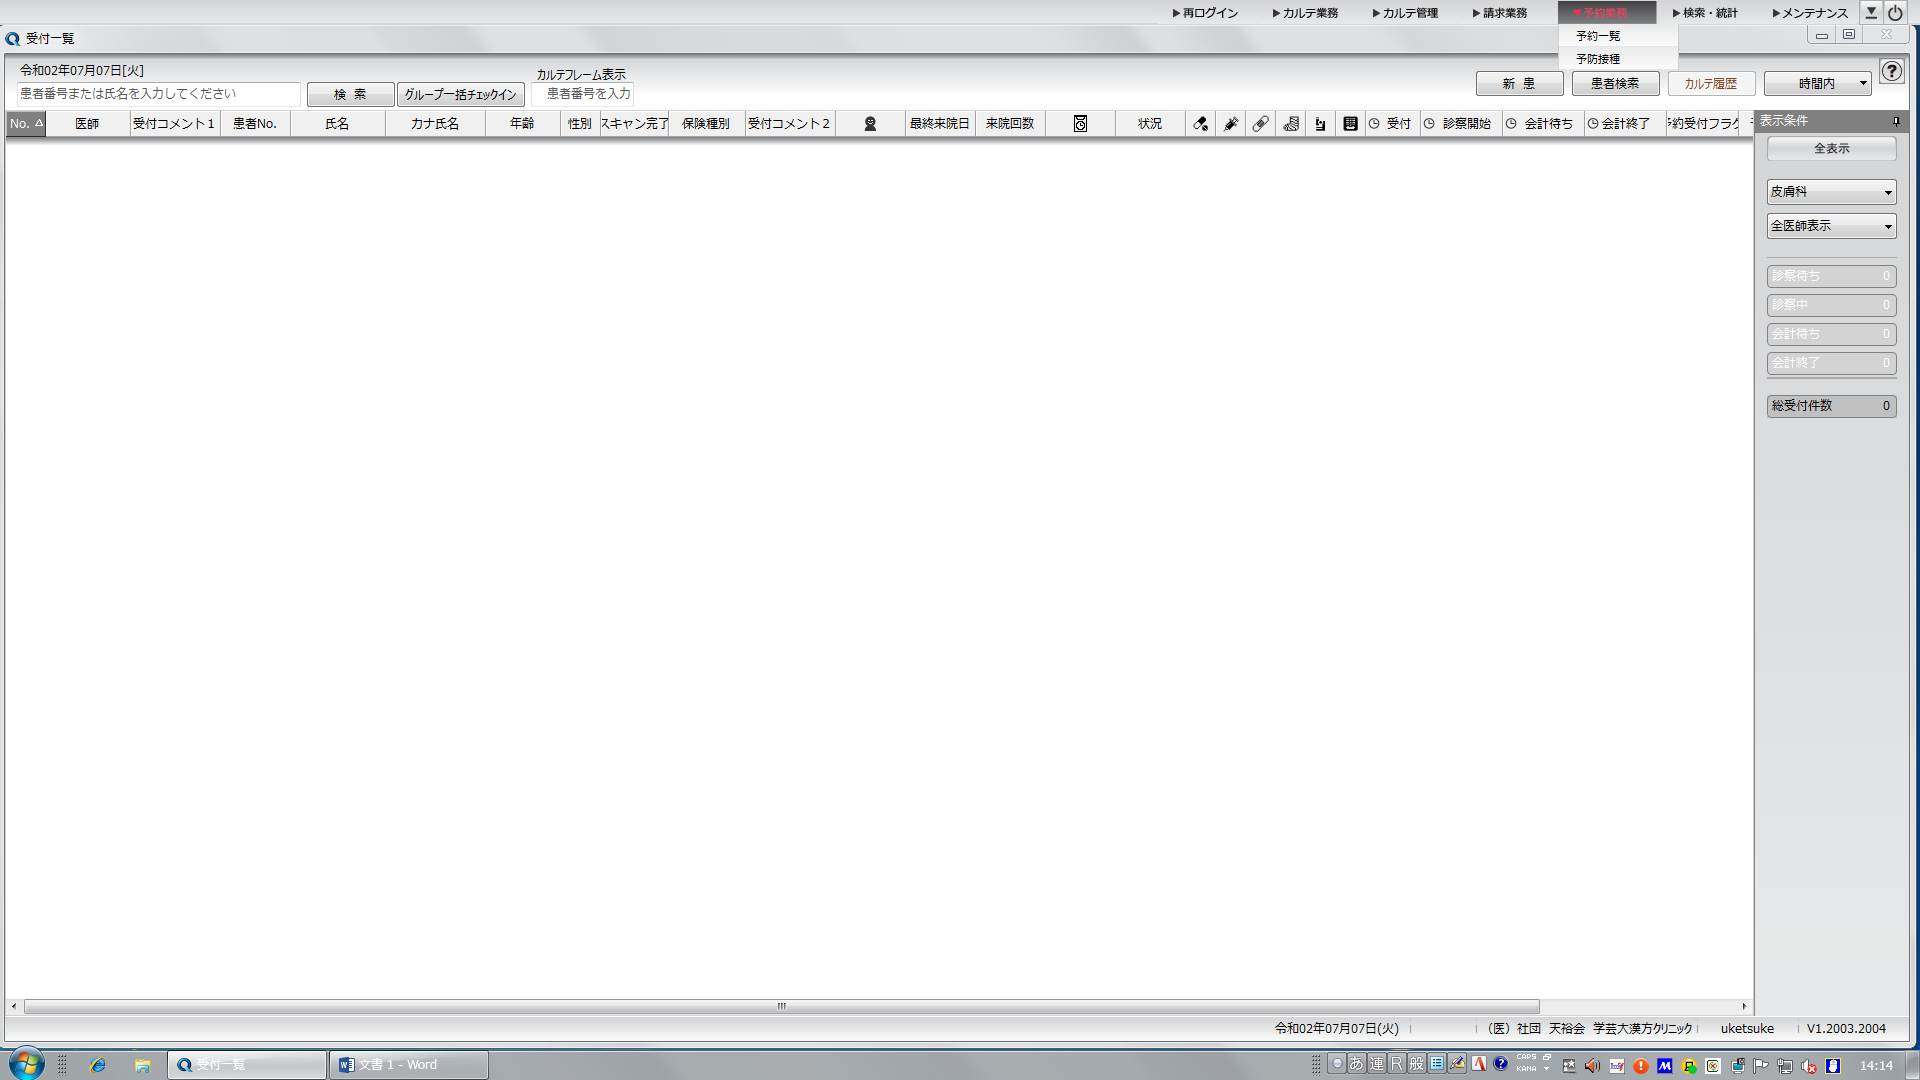 ▶再ログイン ▶カルテ業務 ▶カルテ管理 ▶請求業務 ▼予約業務 ▶検索・統計 ▶メンテナンス
受付一覧
予約一覧
予防接種
令和02年07月07日[火]
カルテフレーム表示
患者番号または氏名を入力してください 検 索 グループ一括チェックイン 患者番号を入力
新 患 患者検索 カルテ履歴 時間内
No. 医師 受付コメント1 患者No. 氏名 カナ氏名 年齢 性別 スキャン完了 保険種別 受付コメント2 最終来院日 来院回数 状況 受付 診察開始 会計待ち 会計終了 約受付フラグ
表示条件
全表示
皮膚科
全医師表示
診察待ち 0
診察中 0
会計待ち 0
会計終了 0
総受付件数 0
令和02年07月07日(火) (医)社団 天裕会 学芸大漢方クリニック uketsuke V1.2003.2004
受付一覧 文書 1 - Word
あ 連 R 般 CAPS KANA 14:14